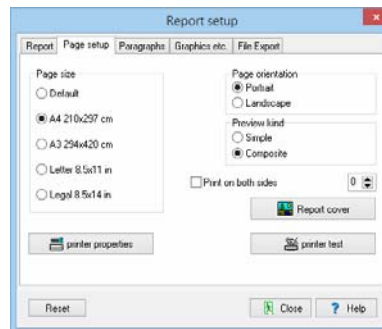 Report setup
Report Page setup Paragraphs Graphics etc. File Export
Page size
Default
A4 210x297 cm
A3 294x420 cm
Letter 8.5x11 in
Legal 8.5x14 in
Page orientation
Portrait
Landscape
Preview kind
Simple
Composite
Print on both sides
0
Report cover
printer properties
printer test
Reset
Close
? Help